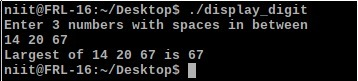 niit@FRL-16:~/Desktop$ ./display_digit
Enter 3 numbers with spaces in between
14 20 67
Largest of 14 20 67 is 67
niit@FRL-16:~/Desktop$